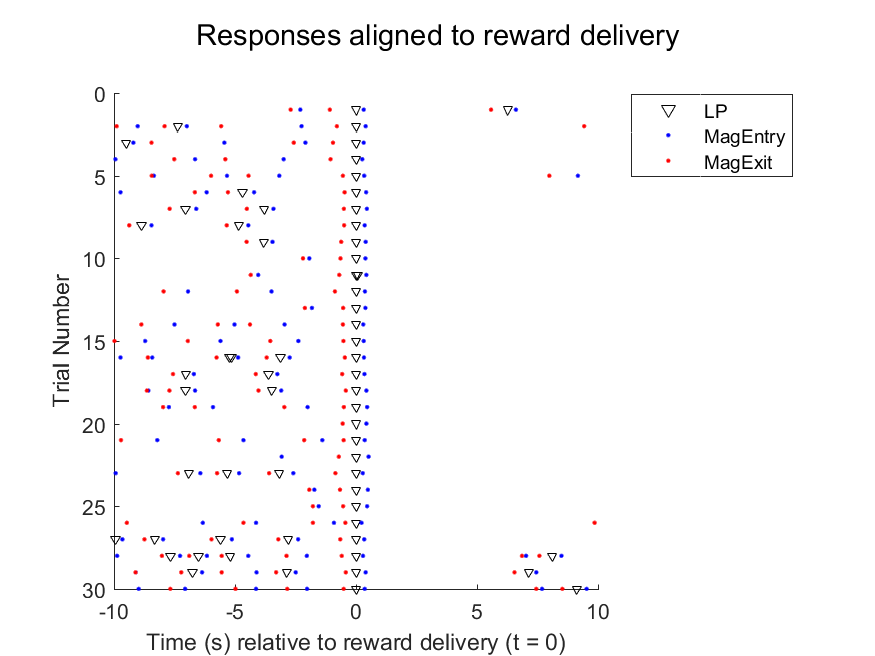 Responses aligned to reward delivery
LP
MagEntry
MagExit
0
5
10
15
20
25
30
Trial Number
-10
-5
0
5
10
Time (s) relative to reward delivery (t = 0)